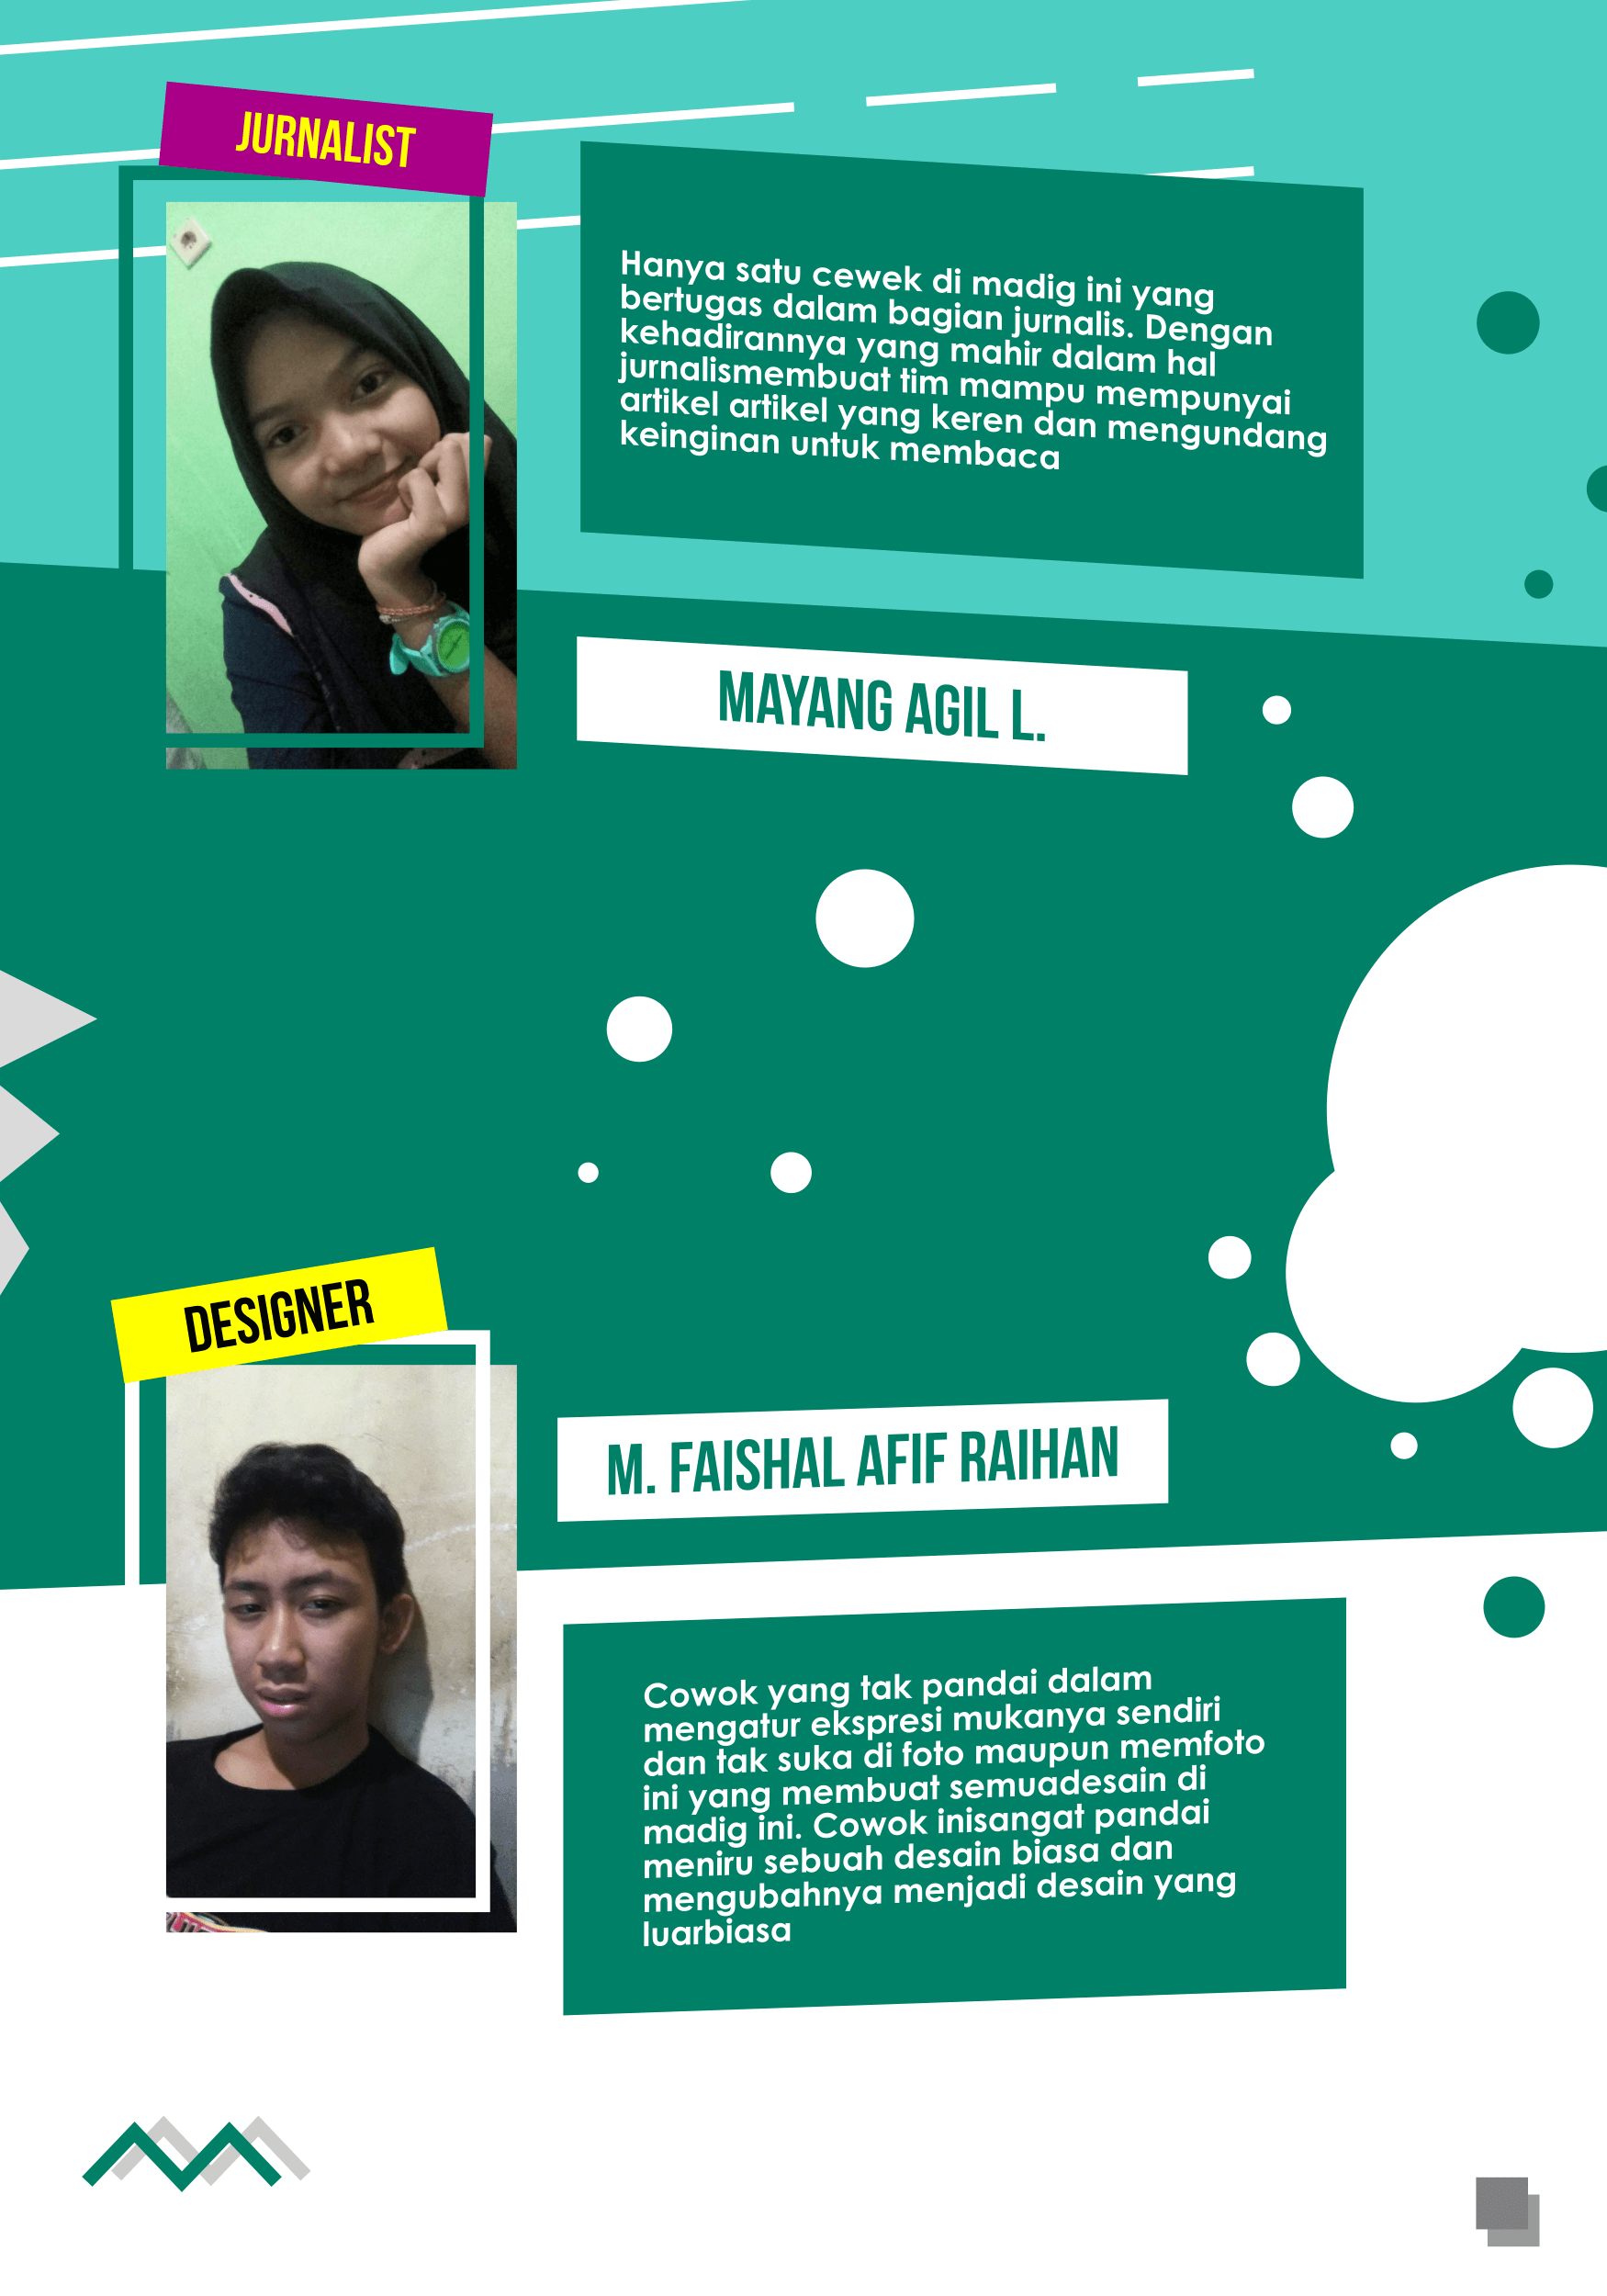 JURNALIST
Hanya satu cewek di madig ini yang
bertugas dalam bagian jurnalis. Dengan
kehadirannya yang mahir dalam hal
jurnalismembuat tim mampu mempunyai
artikel artikel yang keren dan mengundang
keinginan untuk membaca
MAYANG AGIL L.
DESIGNER
M. FAISHAL AFIF RAIHAN
Cowok yang tak pandai dalam
mengatur ekspresi mukanya sendiri
dan tak suka di foto maupun memfoto
ini yang membuat semuadesain di
madig ini. Cowok inisangat pandai
meniru sebuah desain biasa dan
mengubahnya menjadi desain yang
luarbiasa